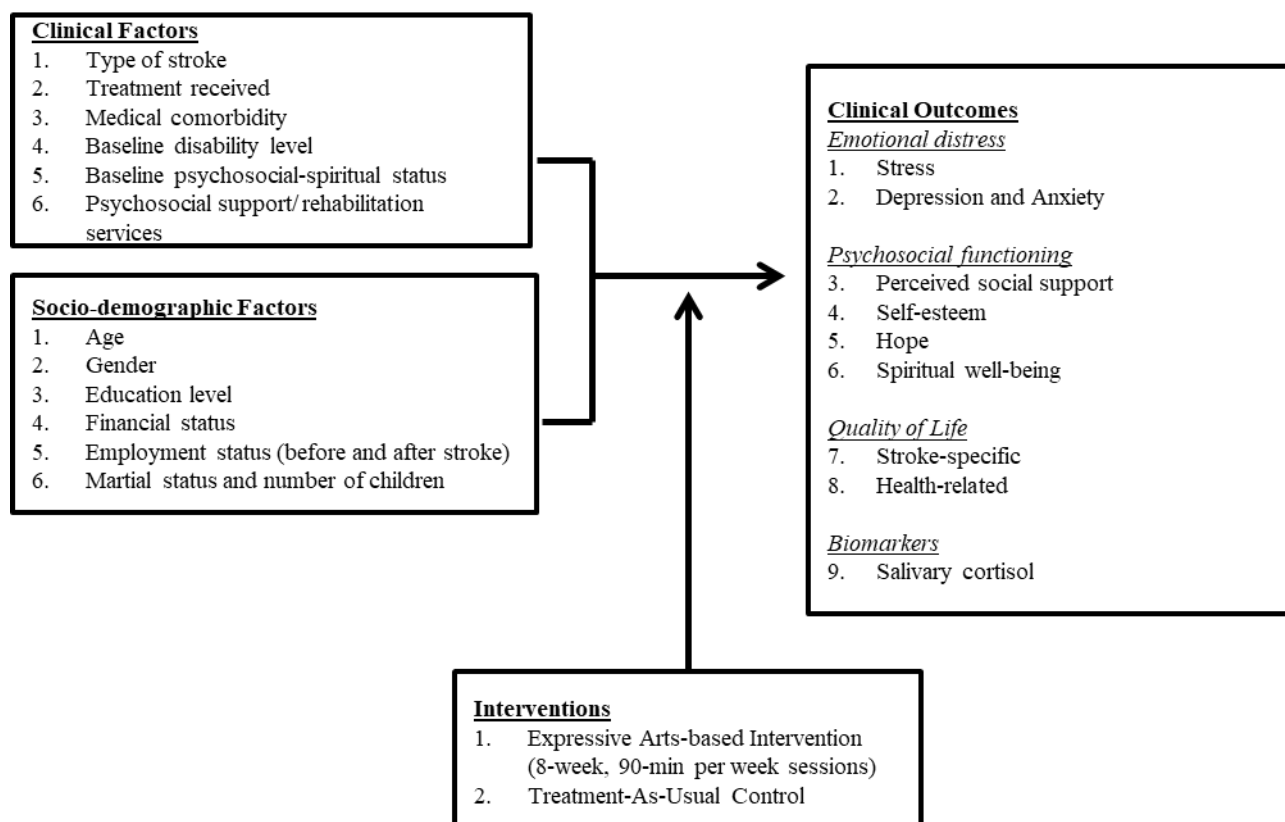 Clinical Factors
1. Type of stroke
2. Treatment received
3. Medical comorbidity
4. Baseline disability level
5. Baseline psychosocial-spiritual status
6. Psychosocial support/ rehabilitation
services
Socio-demographic Factors
1. Age
2. Gender
3. Education level
4. Financial status
5. Employment status (before and after stroke)
6. Martial status and number of children
Clinical Outcomes
Emotional distress
1. Stress
2. Depression and Anxiety
Psychosocial functioning
3. Perceived social support
4. Self-esteem
5. Hope
6. Spiritual well-being
Quality of Life
7. Stroke-specific
8. Health-related
Biomarkers
9. Salivary cortisol
Interventions
1. Expressive Arts-based Intervention
(8-week, 90-min per week sessions)
2. Treatment-As-Usual Control